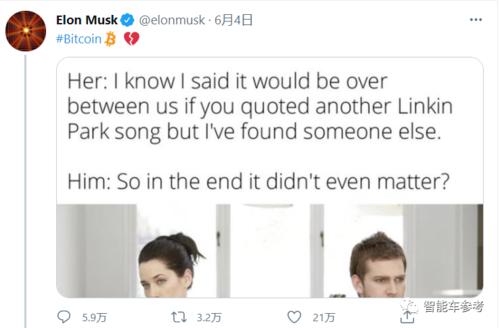 Elon Musk @elonmusk · 6月4日
#Bitcoin
Her: I know I said it would be over
between us if you quoted another Linkin
Park song but I've found someone else.
Him: So in the end it didn't even matter?
5.9万 3.2万 21万
智能车参考